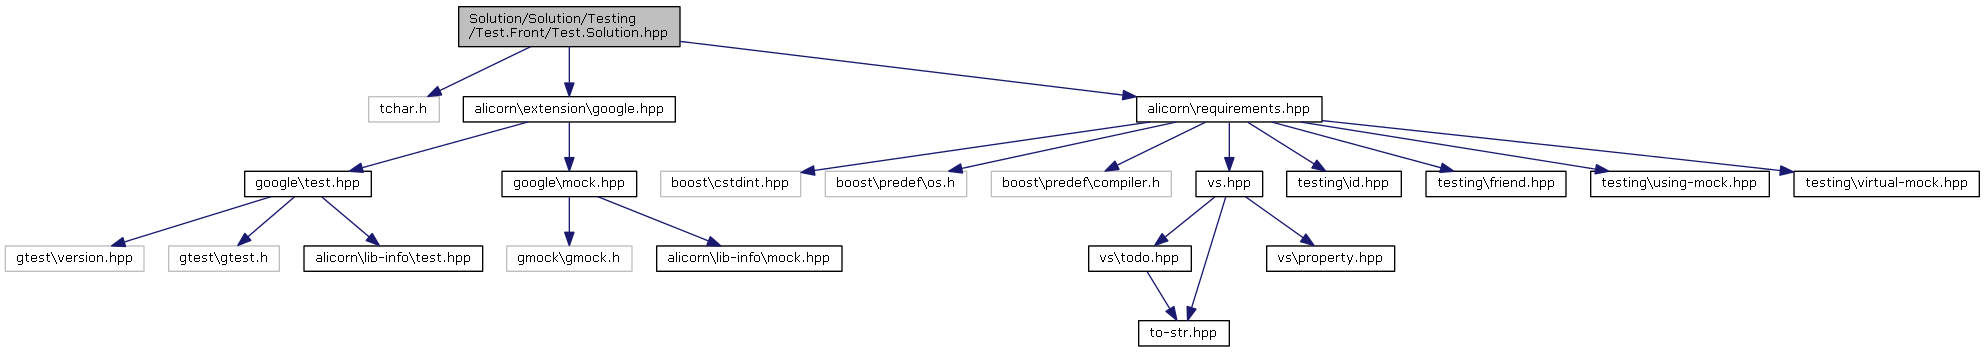 Solution/Solution/Testing
/Test.Front/Test.Solution.hpp
tchar.h
alicorn\extension\google.hpp
alicorn\requirements.hpp
google\test.hpp
google\mock.hpp
boost\cstdint.hpp
boost\predef\os.h
boost\predef\compiler.h
vs.hpp
testing\id.hpp
testing\friend.hpp
testing\using-mock.hpp
testing\virtual-mock.hpp
gtest\version.hpp
gtest\gtest.h
alicorn\lib-info\test.hpp
gmock\gmock.h
alicorn\lib-info\mock.hpp
vs\todo.hpp
vs\property.hpp
to-str.hpp